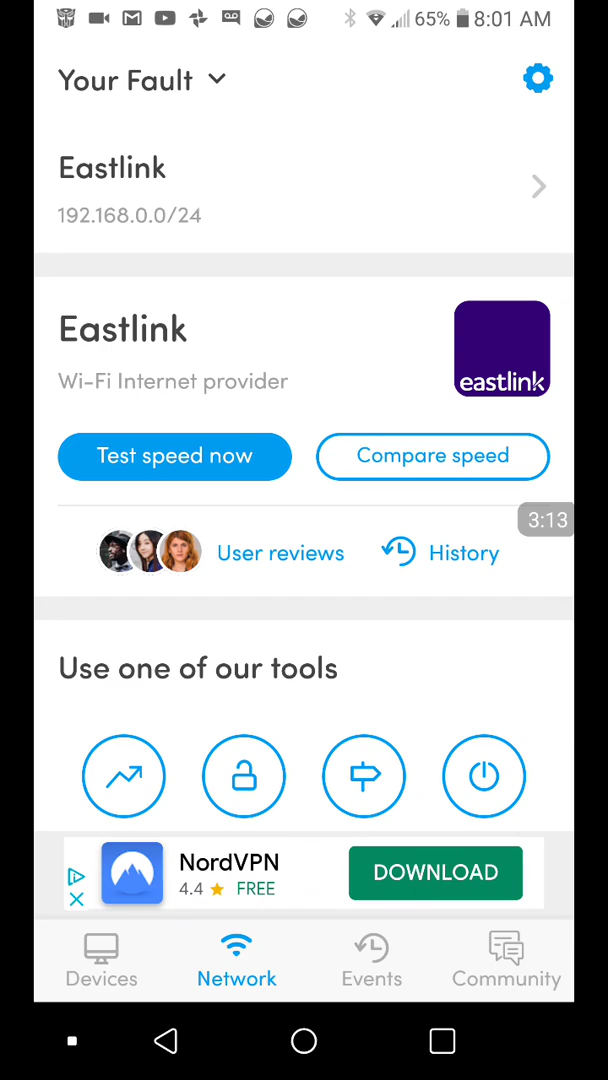 65% 8:01 AM
Your Fault
Eastlink
192.168.0.0/24
Eastlink
Wi-Fi Internet provider
eastlink
Test speed now
Compare speed
3:13
User reviews
History
Use one of our tools
NordVPN
4.4 ★ FREE
DOWNLOAD
Devices
Network
Events
Community